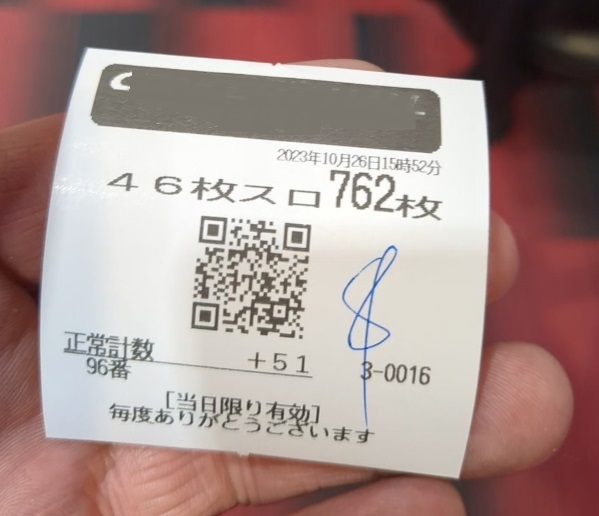 2023年10月26日15時52分
46枚スロ762枚
正常計数 +51
96番 3-0016
[当日限り有効]
毎度ありがとうございます